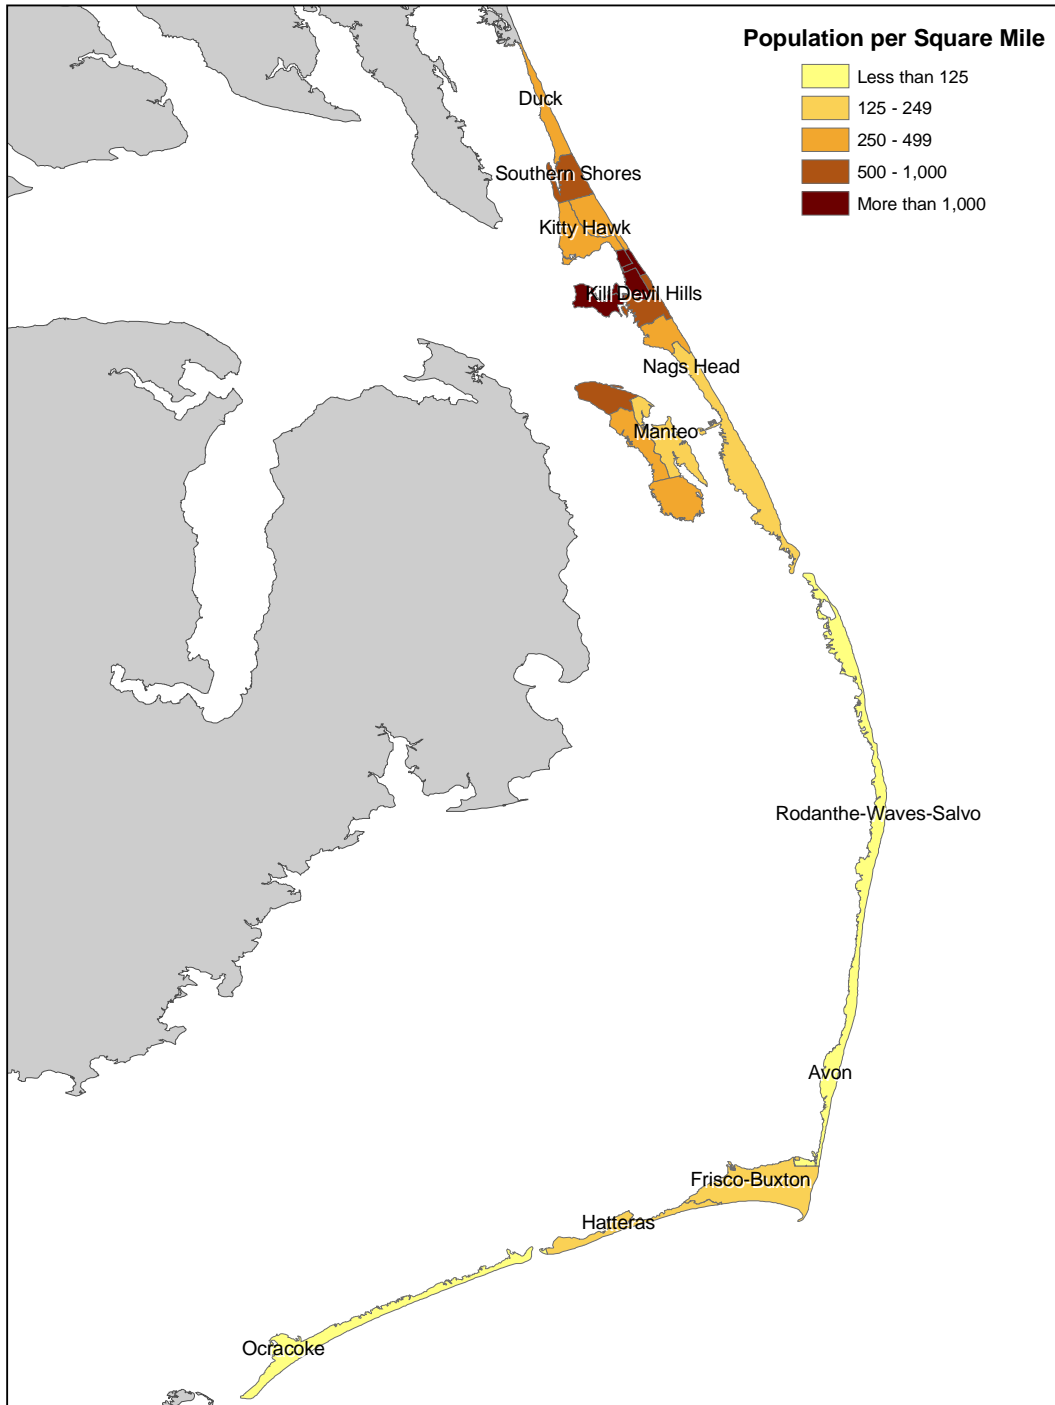 Population per Square Mile
Less than 125
125 - 249
250 - 499
500 - 1,000
More than 1,000
Duck
Southern Shores
Kitty Hawk
Kill Devil Hills
Nags Head
Manteo
Rodanthe-Waves-Salvo
Avon
Frisco-Buxton
Hatteras
Ocracoke